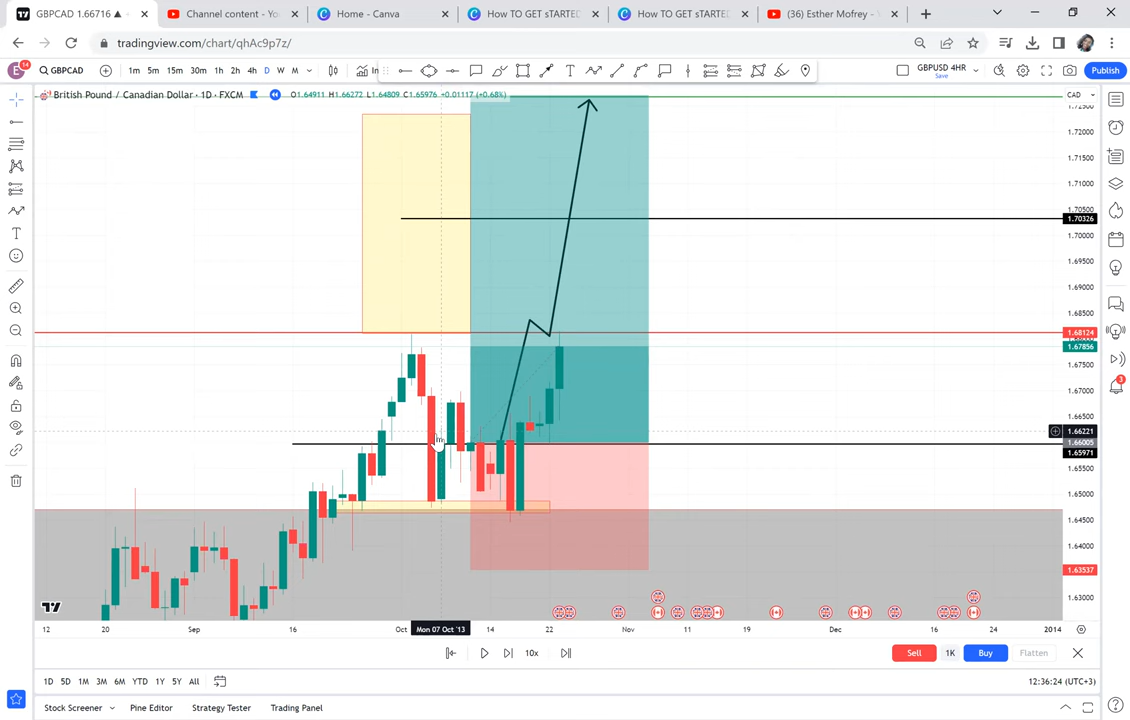 GBPCAD 1.66716 ▲
Channel content - Yo
Home - Canva
How TO GET sTARTED
How TO GET sTARTED
(36) Esther Mofrey - Y
tradingview.com/chart/qhAc9p7z/
E 14 GBPCAD 1m 5m 15m 30m 1h 2h 4h D W M In GBPUSD 4HR Save Publish
British Pound / Canadian Dollar · 1D · FXCM O1.64911 H1.66272 L1.64809 C1.65976 +0.01117 (+0.68%) CAD
1.72500
1.72000
1.71500
1.71000
1.70500
1.70326
1.70000
1.69500
1.69000
1.68500
1.68124
1.67856
1.67500
1.67000
1.66500
1.66221
1.66005
1.65971
1.65500
1.65000
1.64500
1.64000
1.63537
1.63000
3
12 20 Sep 16 Oct Mon 07 Oct '13 14 22 Nov 11 19 Dec 16 24 2014
10x Sell 1K Buy Flatten
1D 5D 1M 3M 6M YTD 1Y 5Y All 12:36:24 (UTC+3)
Stock Screener Pine Editor Strategy Tester Trading Panel